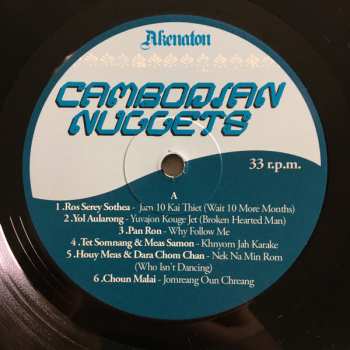 Akenaton
CAMBODIAN
NUGGETS
33 r.p.m.
A
1 .Ros Serey Sothea - Jam 10 Kai Thiet (Wait 10 More Months)
2 .Yol Aularong - Yuvajon Kouge Jet (Broken Hearted Man)
3 .Pan Ron - Why Follow Me
4 .Tet Somnang & Meas Samon - Khnyom Jah Karake
5 .Houy Meas & Dara Chom Chan - Nek Na Min Rom
(Who Isn't Dancing)
6 .Choun Malai - Jomreang Oun Chreang